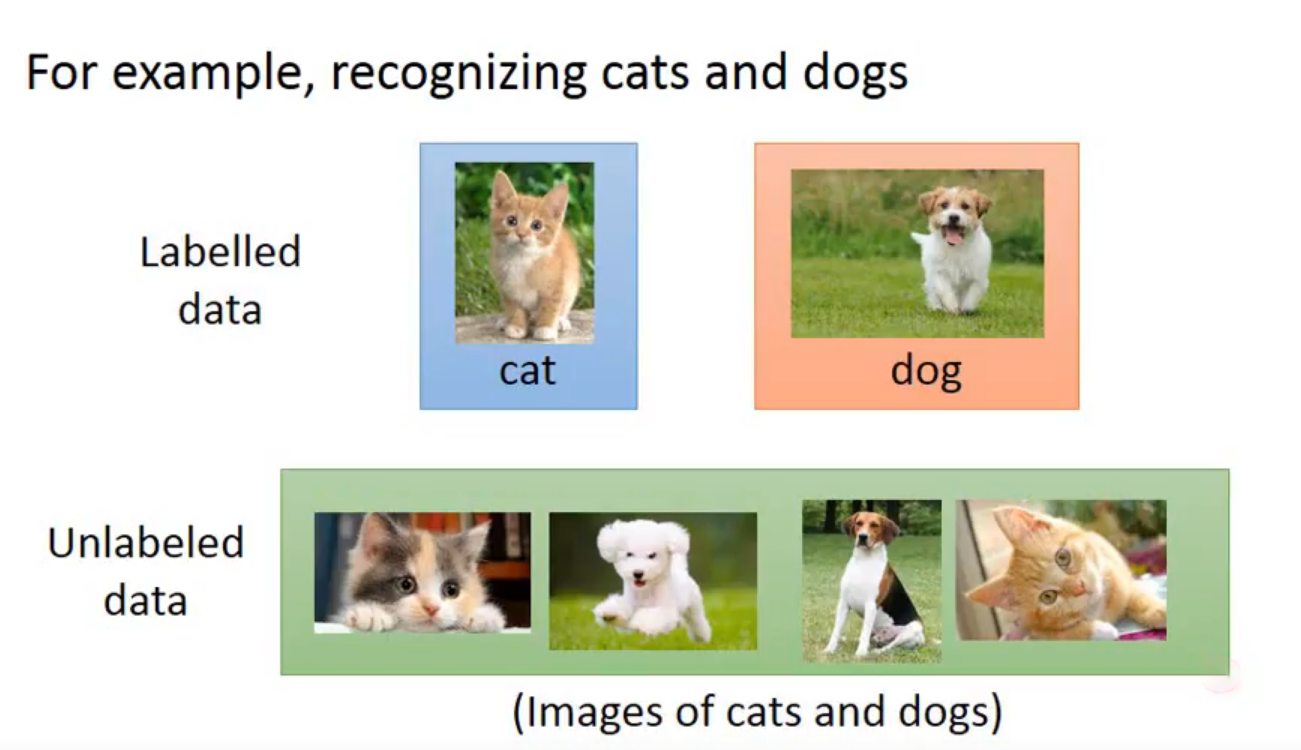 For example, recognizing cats and dogs
Labelled
data
cat
dog
Unlabeled
data
(Images of cats and dogs)